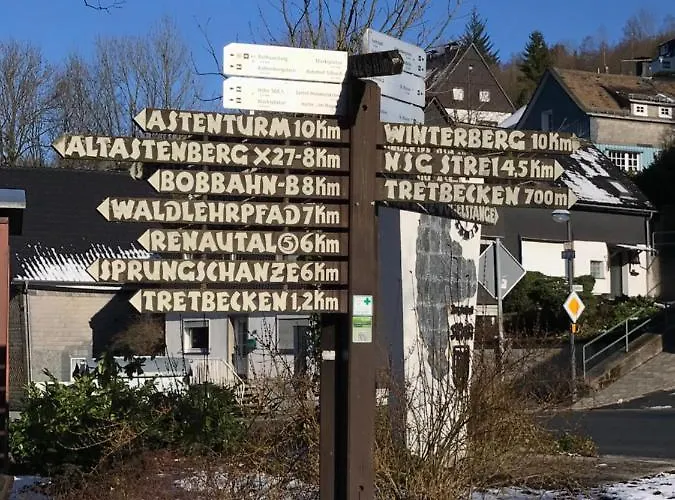 ASTENTURM 10Km
ALTASTENBERG X27-8Km
BOBBAHN-B8Km
WALDLEHRPFAD 7Km
RENAUTAL 5 6Km
SPRUNGSCHANZE 6Km
TRETBECKEN 1,2Km
WINTERBERG 10Km
NSG STREI 4,5Km
TRETBECKEN 700m